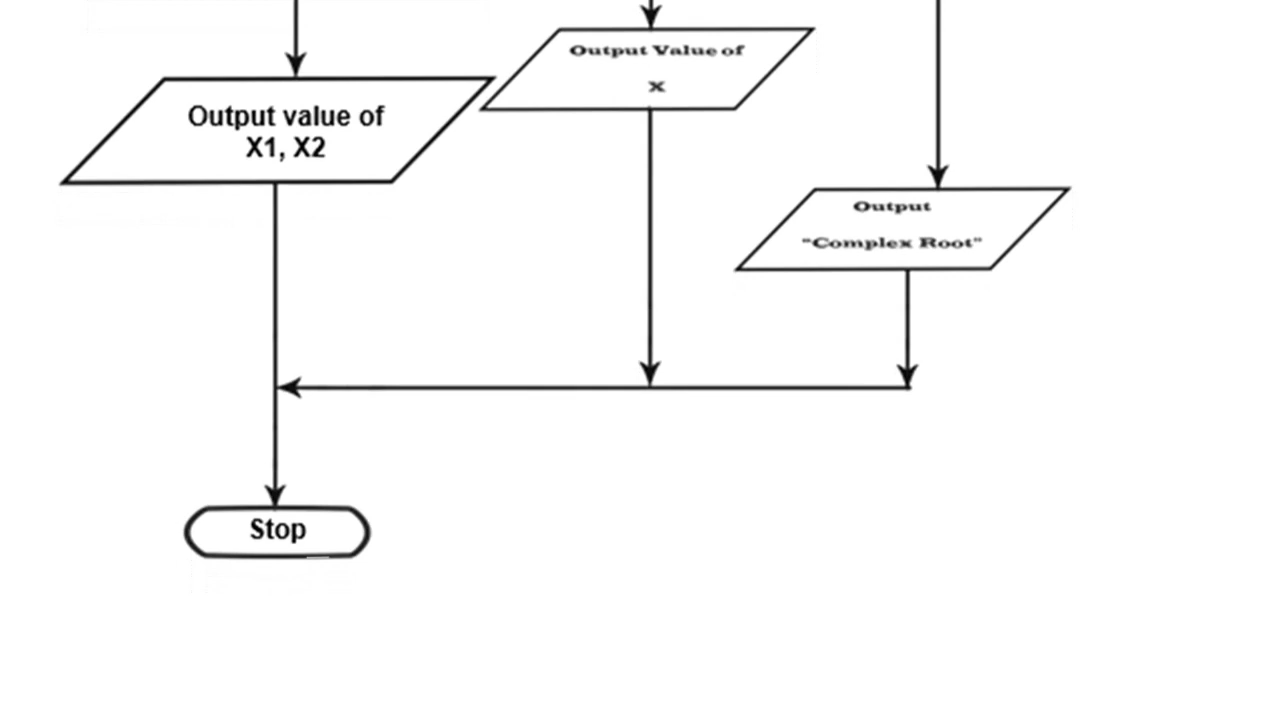 Output value of
X1, X2
Output Value of
x
Output
"Complex Root"
Stop